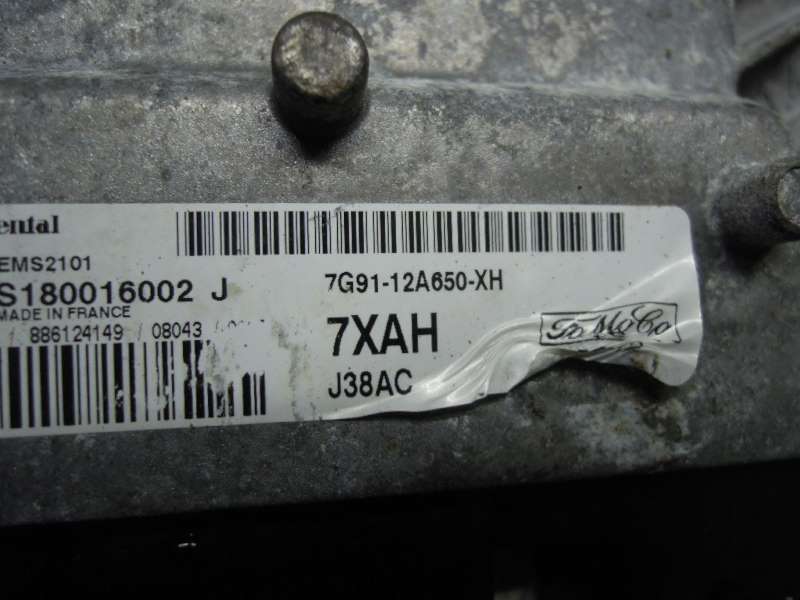 ental
EMS2101
S180016002 J
MADE IN FRANCE
/ 886124149 / 08043
7G91-12A650-XH
7XAH
J38AC
FoMoCo